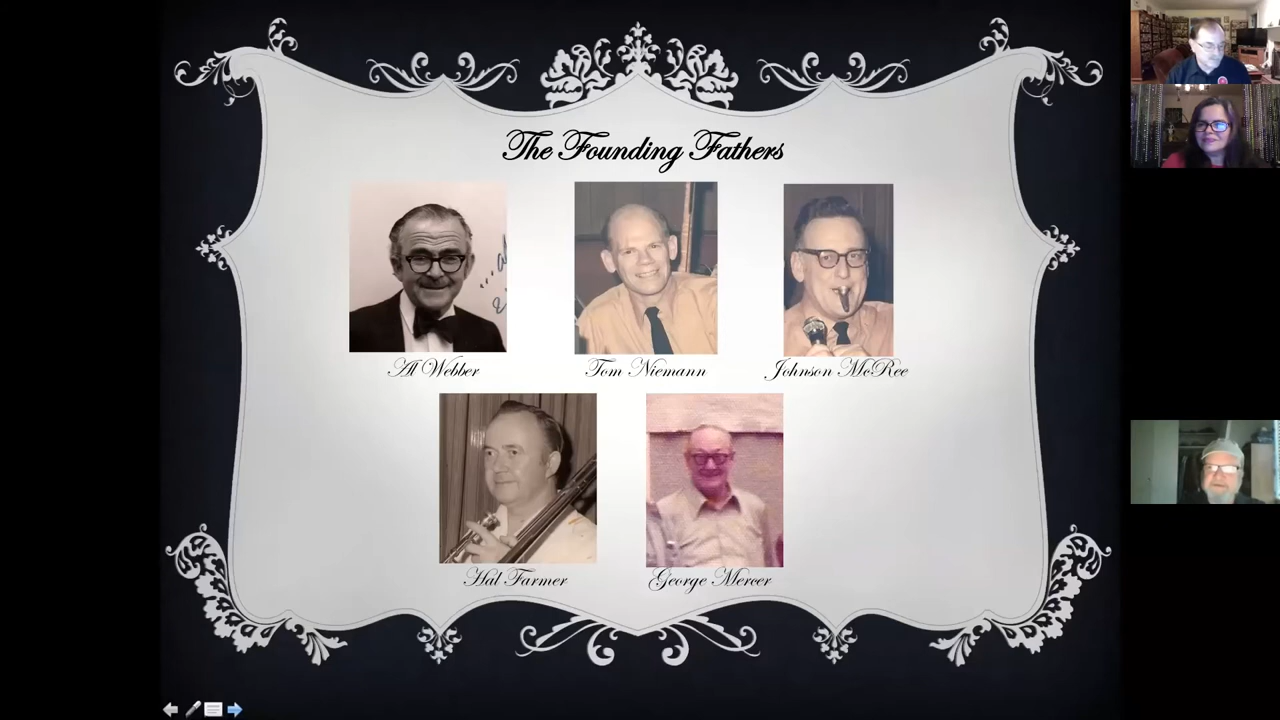 The Founding Fathers
Al Webber
Tom Niemann
Johnson McRee
Hal Farmer
George Mercer